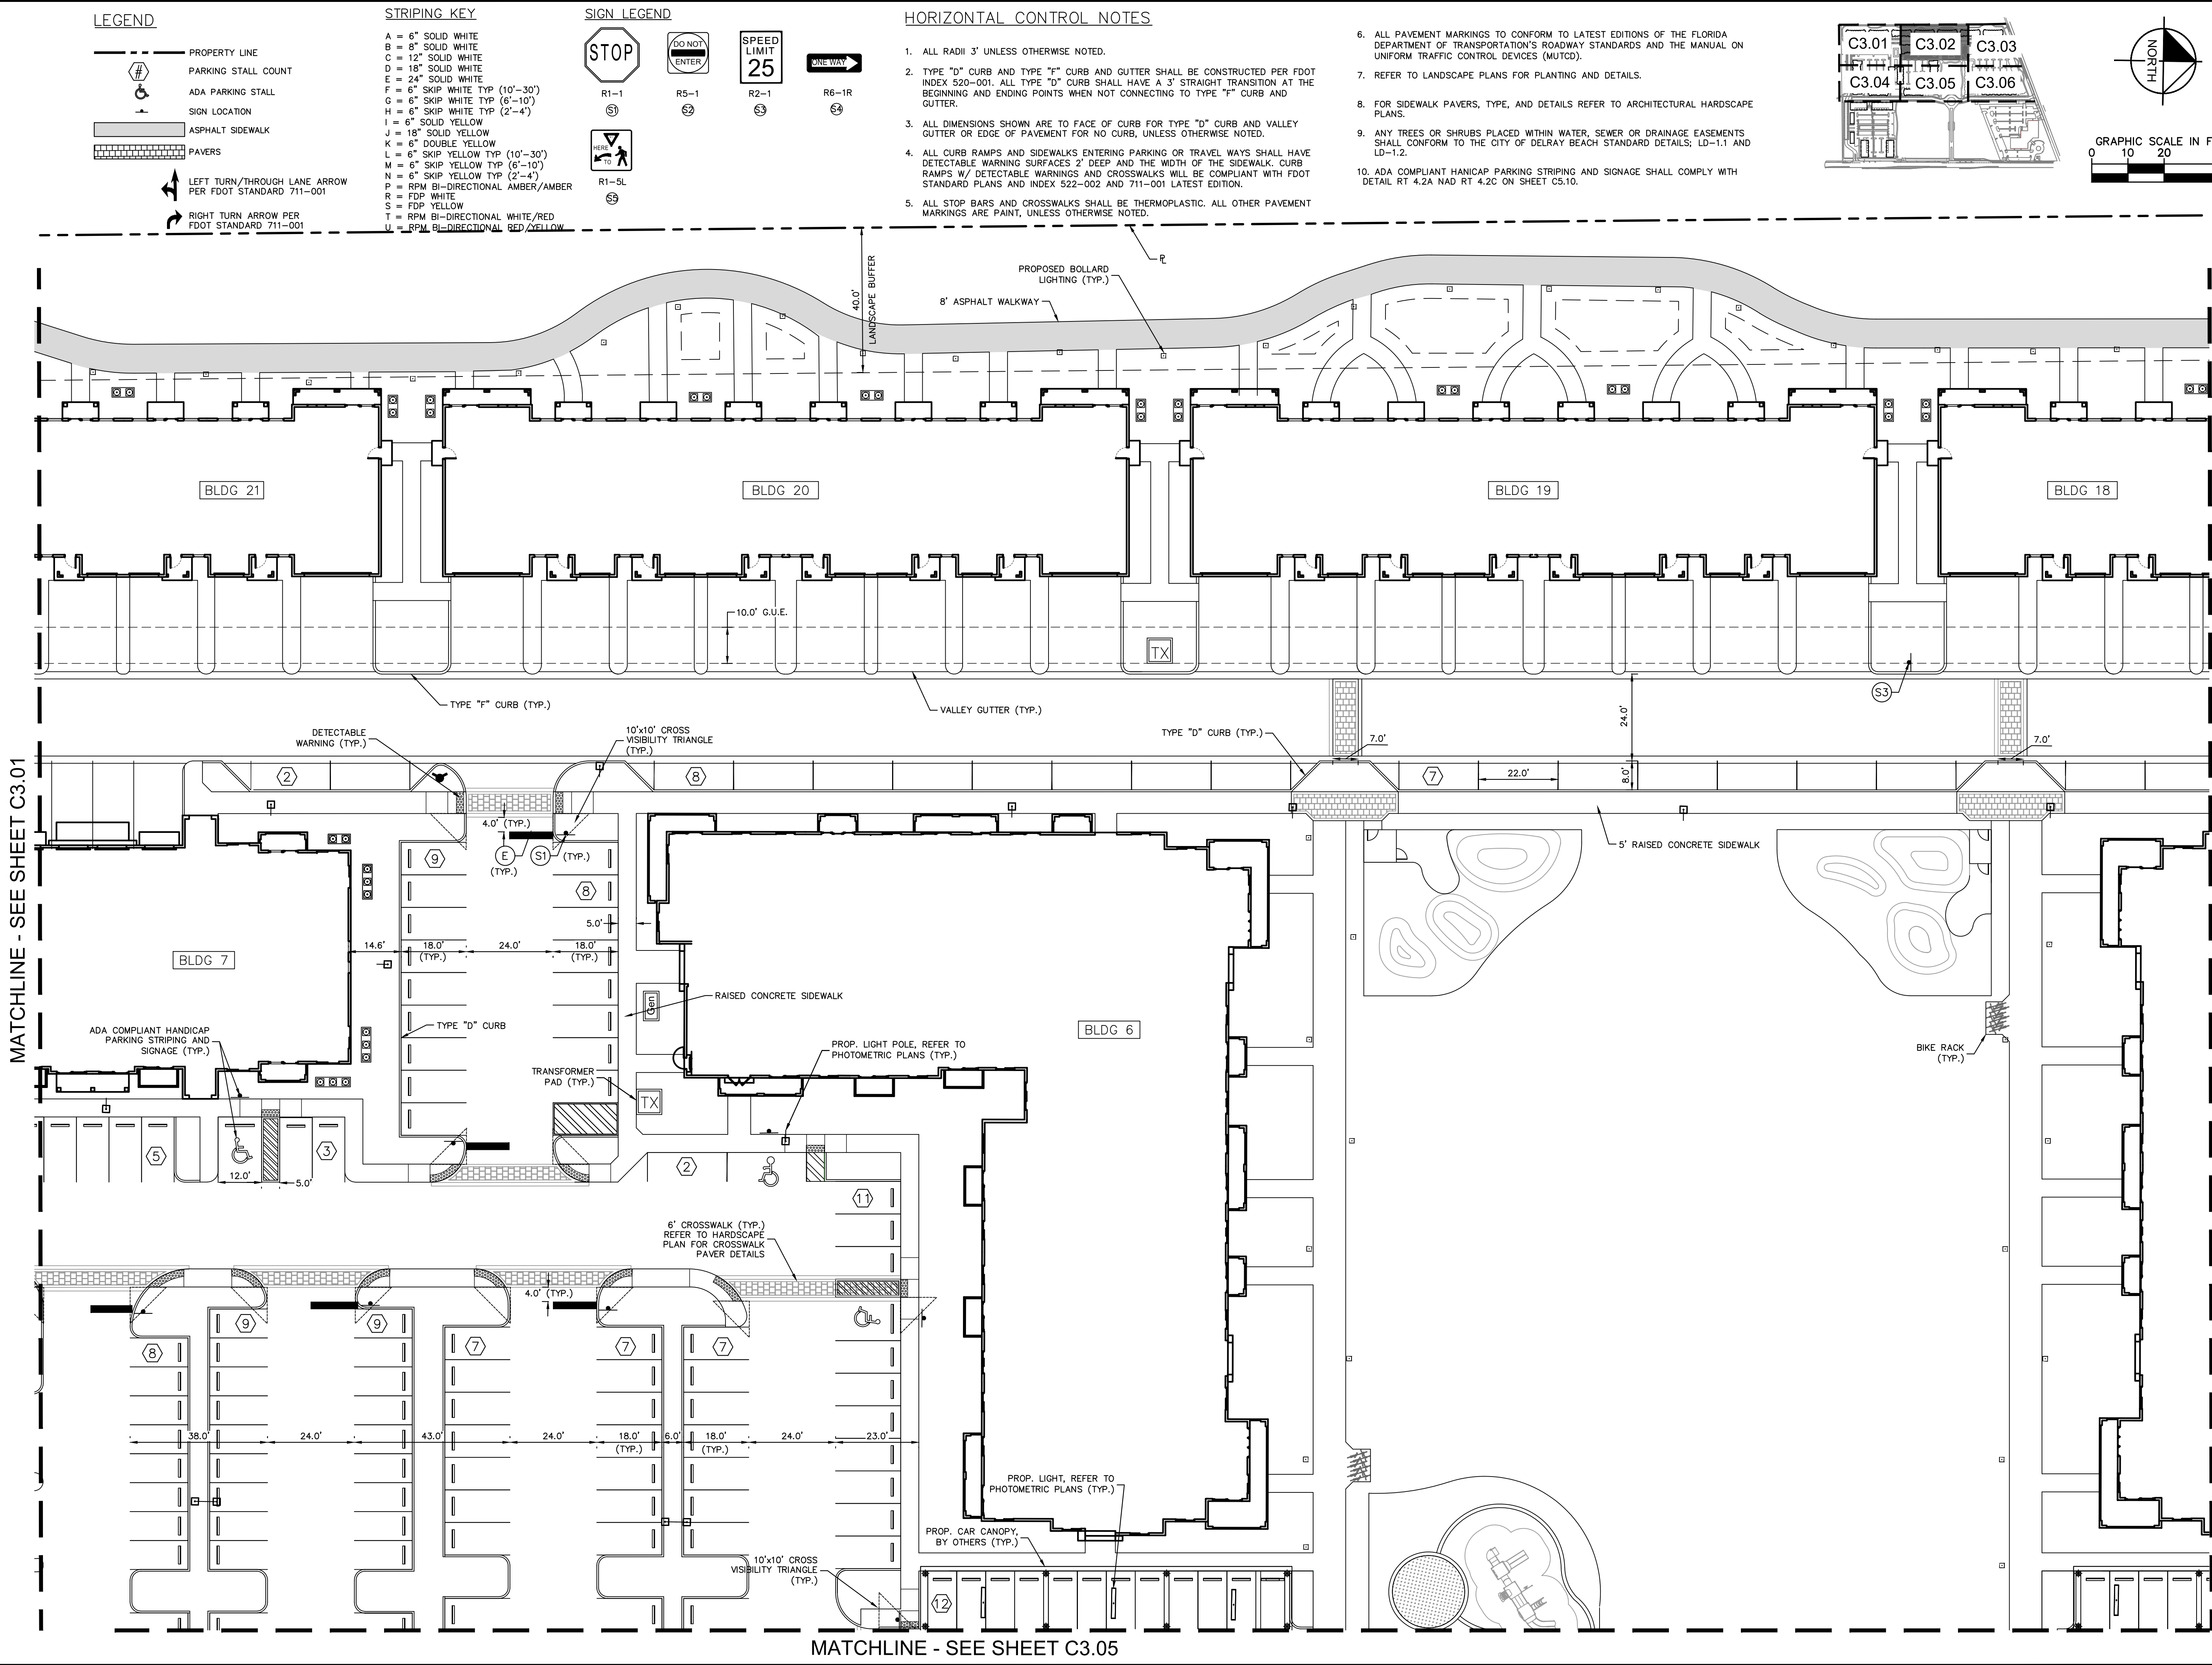 LEGEND
PROPERTY LINE
#
PARKING STALL COUNT
ADA PARKING STALL
SIGN LOCATION
ASPHALT SIDEWALK
PAVERS
LEFT TURN/THROUGH LANE ARROW
PER FDOT STANDARD 711-001
RIGHT TURN ARROW PER
FDOT STANDARD 711-001
STRIPING KEY
A = 6" SOLID WHITE
B = 8" SOLID WHITE
C = 12" SOLID WHITE
D = 18" SOLID WHITE
E = 24" SOLID WHITE
F = 6" SKIP WHITE TYP (10'-30')
G = 6" SKIP WHITE TYP (6'-10')
H = 6" SKIP WHITE TYP (2'-4')
I = 6" SOLID YELLOW
J = 18" SOLID YELLOW
K = 6" DOUBLE YELLOW
L = 6" SKIP YELLOW TYP (10'-30')
M = 6" SKIP YELLOW TYP (6'-10')
N = 6" SKIP YELLOW TYP (2'-4')
P = RPM BI-DIRECTIONAL AMBER/AMBER
R = FDP WHITE
S = FDP YELLOW
T = RPM BI-DIRECTIONAL WHITE/RED
U = RPM BI-DIRECTIONAL RED/YELLOW
SIGN LEGEND
STOP
R1-1
S1
DO NOT
ENTER
R5-1
S2
SPEED
LIMIT
25
R2-1
S3
ONE WAY
R6-1R
S4
HERE
TO
R1-5L
S5
HORIZONTAL CONTROL NOTES
1. ALL RADII 3' UNLESS OTHERWISE NOTED.
2. TYPE "D" CURB AND TYPE "F" CURB AND GUTTER SHALL BE CONSTRUCTED PER FDOT
INDEX 520-001. ALL TYPE "D" CURB SHALL HAVE A 3' STRAIGHT TRANSITION AT THE
BEGINNING AND ENDING POINTS WHEN NOT CONNECTING TO TYPE "F" CURB AND
GUTTER.
3. ALL DIMENSIONS SHOWN ARE TO FACE OF CURB FOR TYPE "D" CURB AND VALLEY
GUTTER OR EDGE OF PAVEMENT FOR NO CURB, UNLESS OTHERWISE NOTED.
4. ALL CURB RAMPS AND SIDEWALKS ENTERING PARKING OR TRAVEL WAYS SHALL HAVE
DETECTABLE WARNING SURFACES 2' DEEP AND THE WIDTH OF THE SIDEWALK. CURB
RAMPS W/ DETECTABLE WARNINGS AND CROSSWALKS WILL BE COMPLIANT WITH FDOT
STANDARD PLANS AND INDEX 522-002 AND 711-001 LATEST EDITION.
5. ALL STOP BARS AND CROSSWALKS SHALL BE THERMOPLASTIC. ALL OTHER PAVEMENT
MARKINGS ARE PAINT, UNLESS OTHERWISE NOTED.
6. ALL PAVEMENT MARKINGS TO CONFORM TO LATEST EDITIONS OF THE FLORIDA
DEPARTMENT OF TRANSPORTATION'S ROADWAY STANDARDS AND THE MANUAL ON
UNIFORM TRAFFIC CONTROL DEVICES (MUTCD).
7. REFER TO LANDSCAPE PLANS FOR PLANTING AND DETAILS.
8. FOR SIDEWALK PAVERS, TYPE, AND DETAILS REFER TO ARCHITECTURAL HARDSCAPE
PLANS.
9. ANY TREES OR SHRUBS PLACED WITHIN WATER, SEWER OR DRAINAGE EASEMENTS
SHALL CONFORM TO THE CITY OF DELRAY BEACH STANDARD DETAILS; LD-1.1 AND
LD-1.2.
10. ADA COMPLIANT HANICAP PARKING STRIPING AND SIGNAGE SHALL COMPLY WITH
DETAIL RT 4.2A NAD RT 4.2C ON SHEET C5.10.
C3.01 C3.02 C3.03
C3.04 C3.05 C3.06
NORTH
GRAPHIC SCALE IN F
0 10 20
40.0'
LANDSCAPE BUFFER
PROPOSED BOLLARD
LIGHTING (TYP.)
8' ASPHALT WALKWAY
PL
BLDG 21
BLDG 20
BLDG 19
BLDG 18
10.0' G.U.E.
TX
S3
TYPE "F" CURB (TYP.)
VALLEY GUTTER (TYP.)
24.0'
DETECTABLE
WARNING (TYP.)
10'x10' CROSS
VISIBILITY TRIANGLE
(TYP.)
TYPE "D" CURB (TYP.)
7.0'
7.0'
2
8
7
22.0'
8.0'
4.0' (TYP.)
E
(TYP.)
S1
(TYP.)
9
8
5' RAISED CONCRETE SIDEWALK
MATCHLINE - SEE SHEET C3.01
5.0'
14.6'
18.0'
(TYP.)
24.0'
18.0'
(TYP.)
BLDG 7
RAISED CONCRETE SIDEWALK
Gen
TYPE "D" CURB
BLDG 6
ADA COMPLIANT HANDICAP
PARKING STRIPING AND
SIGNAGE (TYP.)
PROP. LIGHT POLE, REFER TO
PHOTOMETRIC PLANS (TYP.)
TRANSFORMER
PAD (TYP.)
TX
BIKE RACK
(TYP.)
5
3
12.0'
5.0'
2
11
6' CROSSWALK (TYP.)
REFER TO HARDSCAPE
PLAN FOR CROSSWALK
PAVER DETAILS
4.0' (TYP.)
8
9
9
7
7
7
38.0'
24.0'
43.0'
24.0'
18.0'
(TYP.)
6.0'
18.0'
(TYP.)
24.0'
23.0'
PROP. LIGHT, REFER TO
PHOTOMETRIC PLANS (TYP.)
PROP. CAR CANOPY,
BY OTHERS (TYP.)
10'x10' CROSS
VISIBILITY TRIANGLE
(TYP.)
12
MATCHLINE - SEE SHEET C3.05